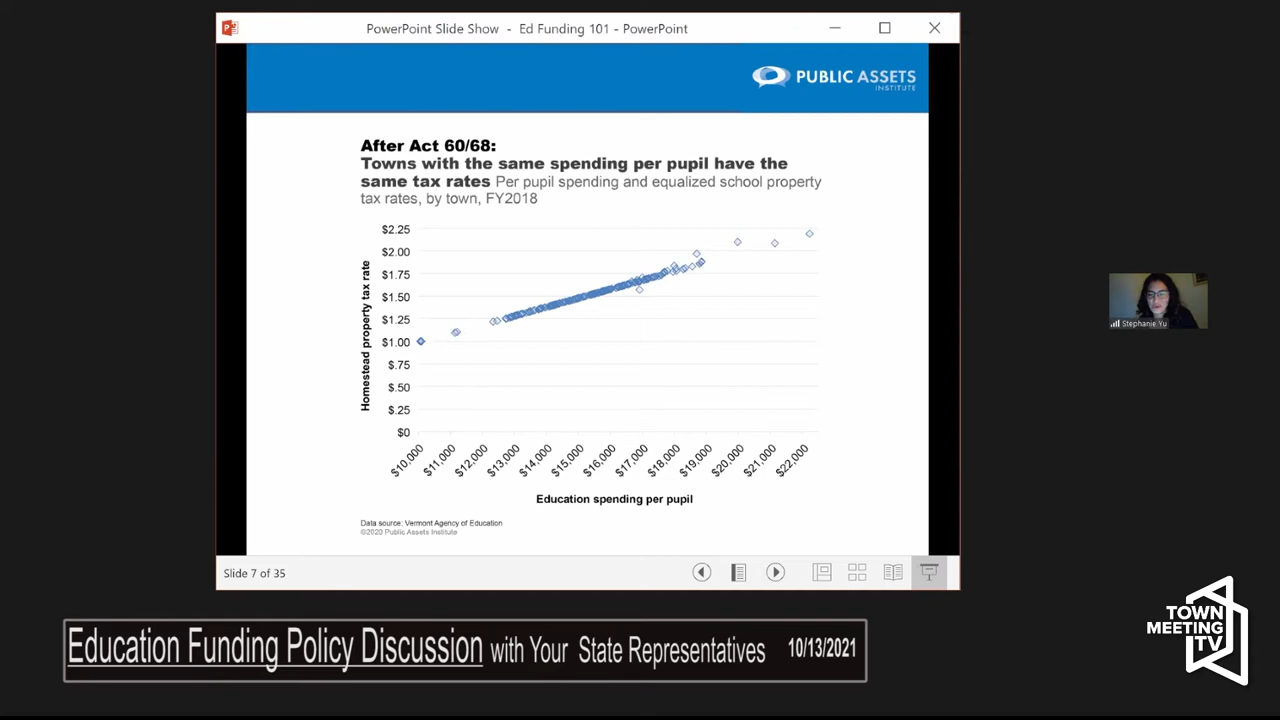 PowerPoint Slide Show - Ed Funding 101 - PowerPoint
PUBLIC ASSETS
INSTITUTE
After Act 60/68:
Towns with the same spending per pupil have the
same tax rates Per pupil spending and equalized school property
tax rates, by town, FY2018
Homestead property tax rate
$2.25
$2.00
$1.75
$1.50
$1.25
$1.00
$.75
$.50
$.25
$0
$10,000
$11,000
$12,000
$13,000
$14,000
$15,000
$16,000
$17,000
$18,000
$19,000
$20,000
$21,000
$22,000
Education spending per pupil
Data source: Vermont Agency of Education
©2020 Public Assets Institute
Slide 7 of 35
Stephanie Yu
Education Funding Policy Discussion with Your State Representatives 10/13/2021
TOWN
MEETING
TV